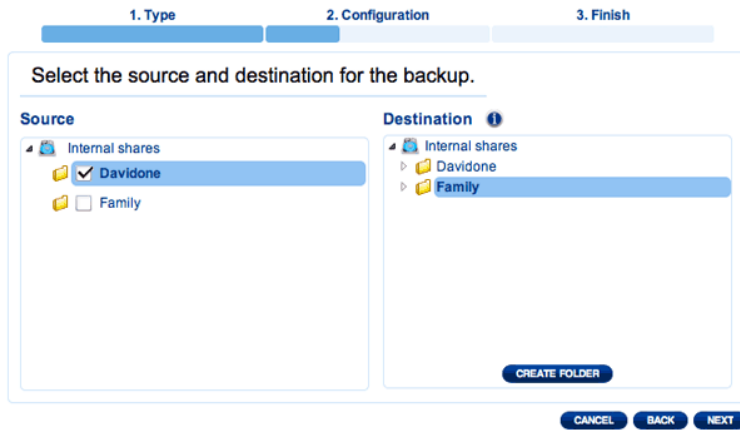 1. Type 2. Configuration 3. Finish
Select the source and destination for the backup.
Source
Internal shares
Davidone
Family
Destination
Internal shares
Davidone
Family
CREATE FOLDER
CANCEL BACK NEXT